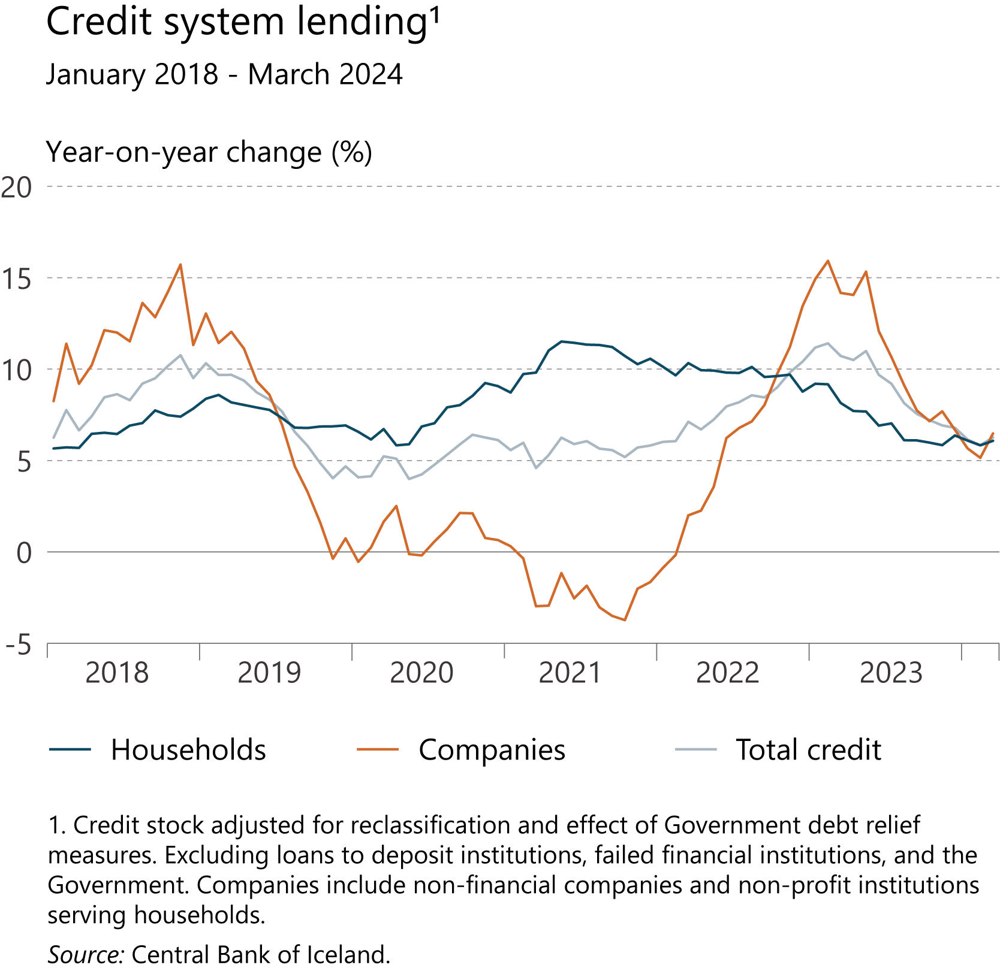 Credit system lending¹
January 2018 - March 2024
Year-on-year change (%)
20
15
10
5
0
-5
2018 2019 2020 2021 2022 2023
Households Companies Total credit
1. Credit stock adjusted for reclassification and effect of Government debt relief
measures. Excluding loans to deposit institutions, failed financial institutions, and the
Government. Companies include non-financial companies and non-profit institutions
serving households.
Source: Central Bank of Iceland.